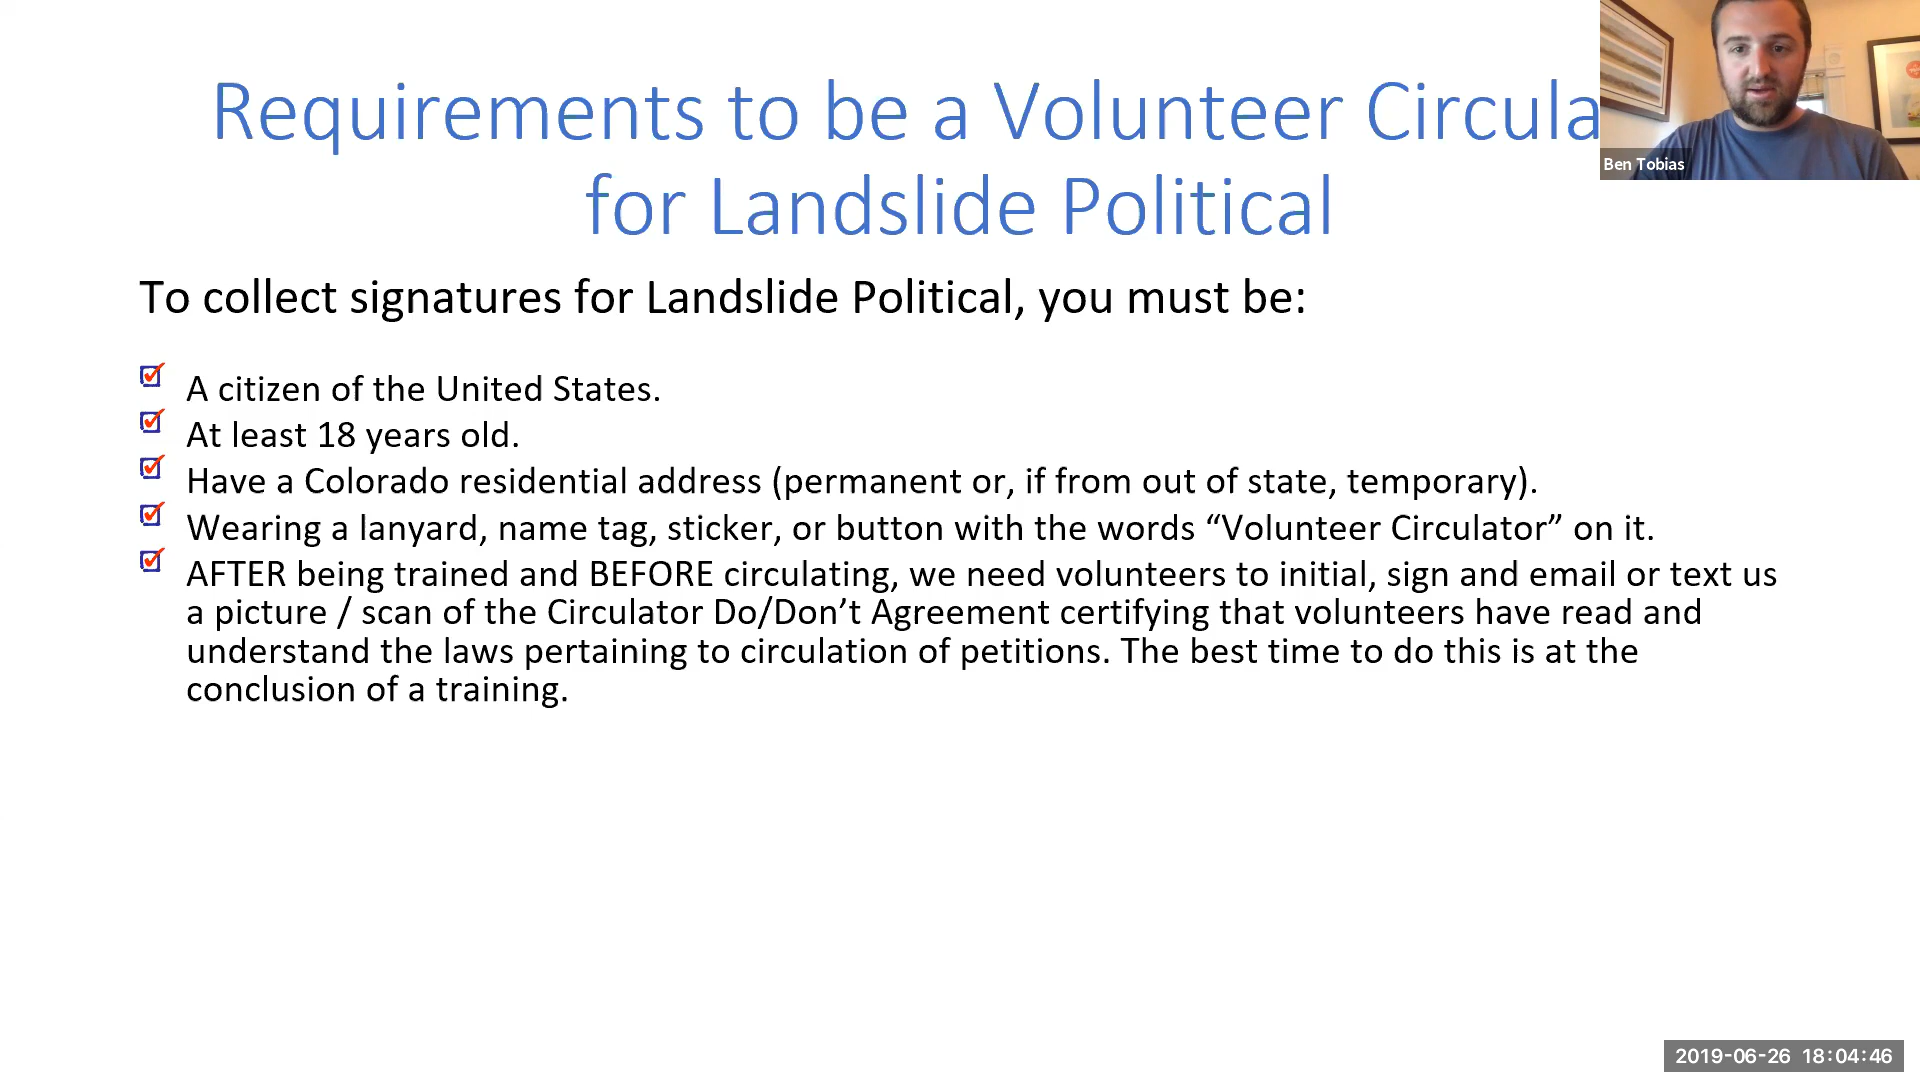 Requirements to be a Volunteer Circula
for Landslide Political
Ben Tobias
To collect signatures for Landslide Political, you must be:
A citizen of the United States.
At least 18 years old.
Have a Colorado residential address (permanent or, if from out of state, temporary).
Wearing a lanyard, name tag, sticker, or button with the words “Volunteer Circulator” on it.
AFTER being trained and BEFORE circulating, we need volunteers to initial, sign and email or text us
a picture / scan of the Circulator Do/Don’t Agreement certifying that volunteers have read and
understand the laws pertaining to circulation of petitions. The best time to do this is at the
conclusion of a training.
2019-06-26 18:04:46